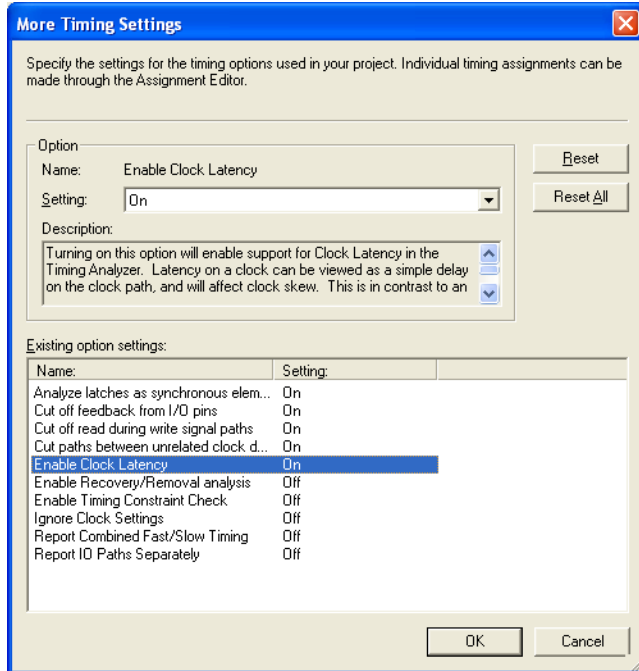 More Timing Settings
Specify the settings for the timing options used in your project. Individual timing assignments can be
made through the Assignment Editor.
Option
Name: Enable Clock Latency
Setting: On
Description:
Turning on this option will enable support for Clock Latency in the
Timing Analyzer. Latency on a clock can be viewed as a simple delay
on the clock path, and will affect clock skew. This is in contrast to an
Reset
Reset All
Existing option settings:
Name: Setting:
Analyze latches as synchronous elem... On
Cut off feedback from I/O pins On
Cut off read during write signal paths On
Cut paths between unrelated clock d... On
Enable Clock Latency On
Enable Recovery/Removal analysis Off
Enable Timing Constraint Check Off
Ignore Clock Settings Off
Report Combined Fast/Slow Timing Off
Report IO Paths Separately Off
OK Cancel